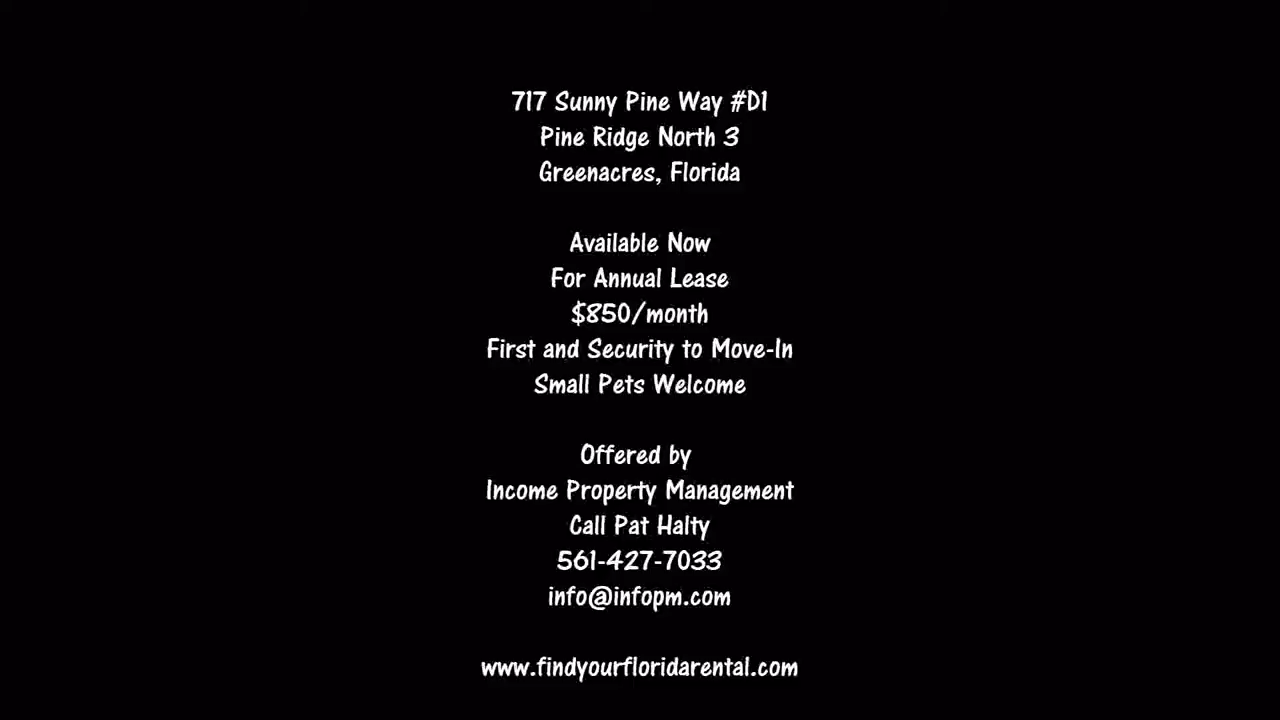 717 Sunny Pine Way #D1
Pine Ridge North 3
Greenacres, Florida
Available Now
For Annual Lease
$850/month
First and Security to Move-In
Small Pets Welcome
Offered by
Income Property Management
Call Pat Halty
561-427-7033
info@infopm.com
www.findyourfloridarental.com